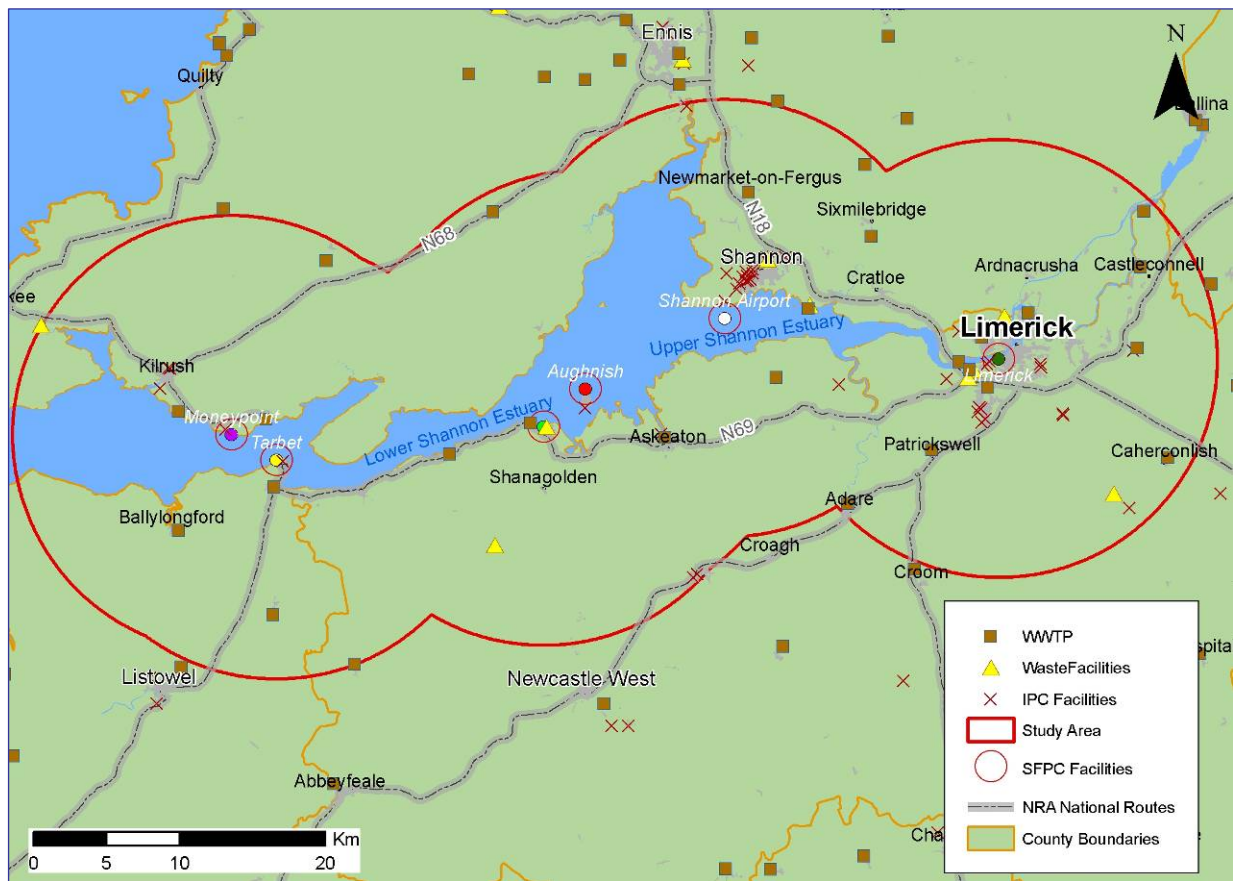 Ennis
N
Quilty
Newmarket-on-Fergus
N18
Sixmilebridge
N68
Shannon
Cratloe
Ardnacrusha
Castleconnell
Shannon Airport
Upper Shannon Estuary
Limerick
Kilrush
Aughnish
Limerick
Moneypoint
Tarbet
Lower Shannon Estuary
Askeaton
N69
Patrickswell
Caherconlish
Shanagolden
Ballylongford
Adare
Croagh
Croom
Listowel
Newcastle West
Abbeyfeale
WWTP
WasteFacilities
IPC Facilities
Study Area
SFPC Facilities
NRA National Routes
County Boundaries
Km
0 5 10 20